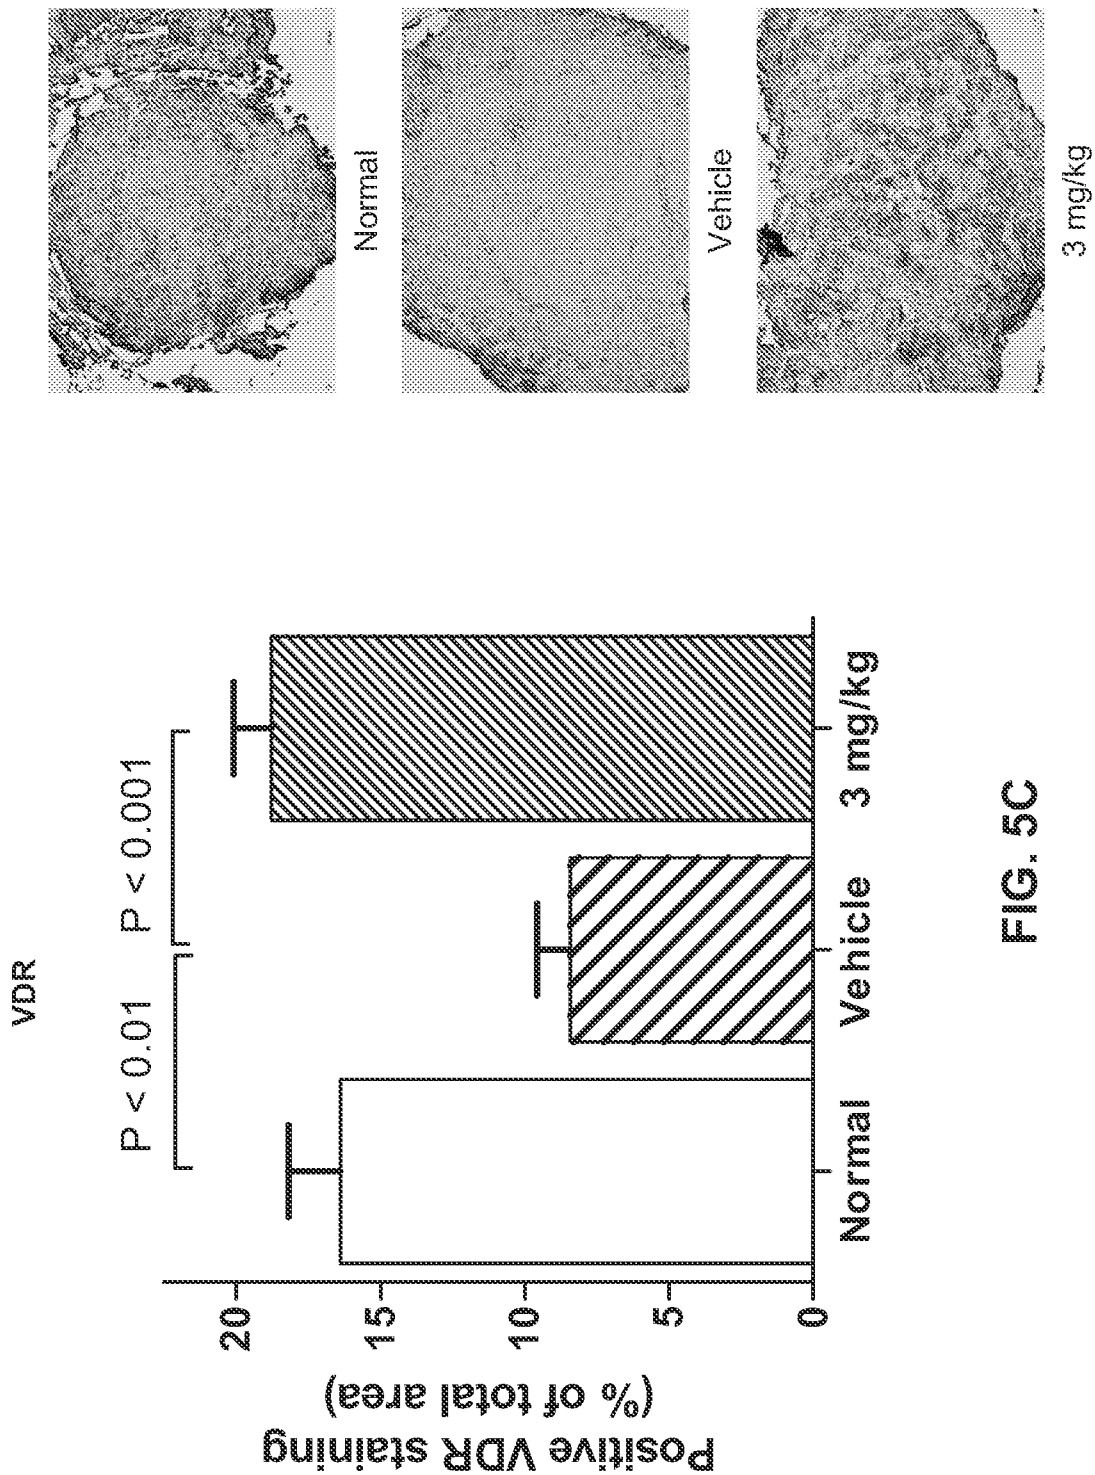 VDR
P < 0.01
P < 0.001
Positive VDR staining
(% of total area)
20
15
10
5
0
Normal
Vehicle
3 mg/kg
Normal
Vehicle
3 mg/kg
FIG. 5C